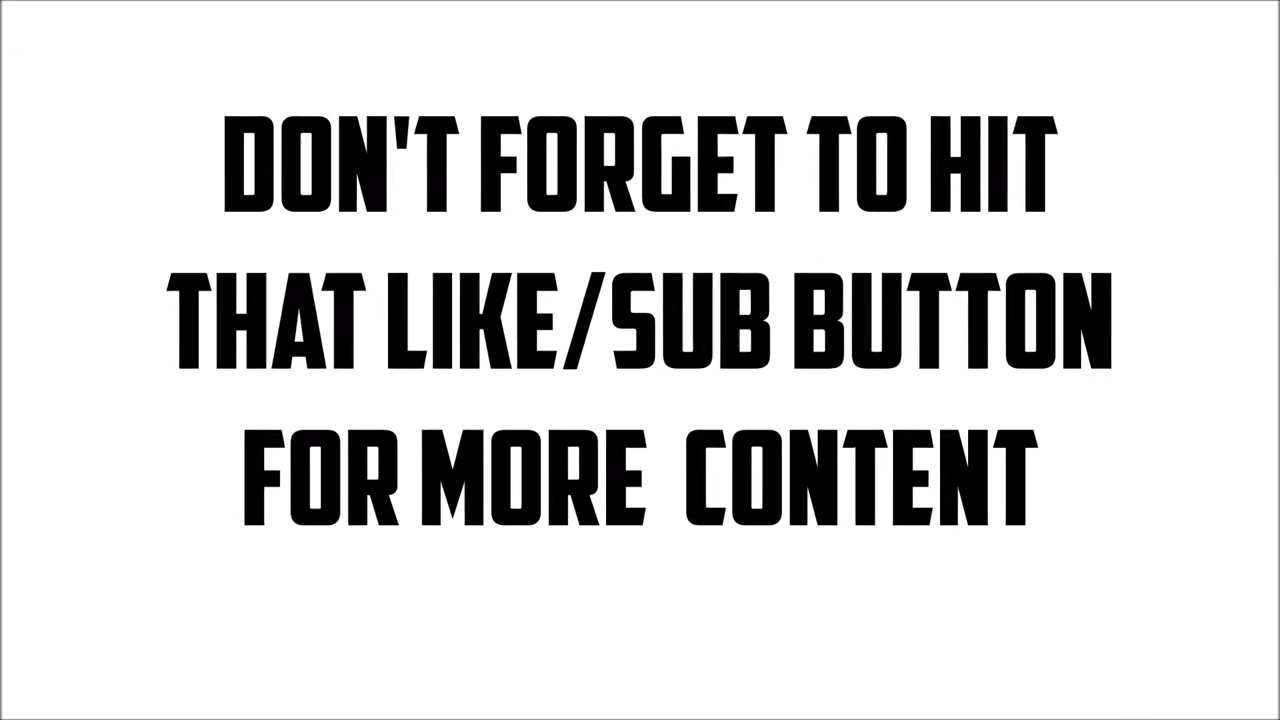 DON'T FORGET TO HIT
THAT LIKE/SUB BUTTON
FOR MORE CONTENT